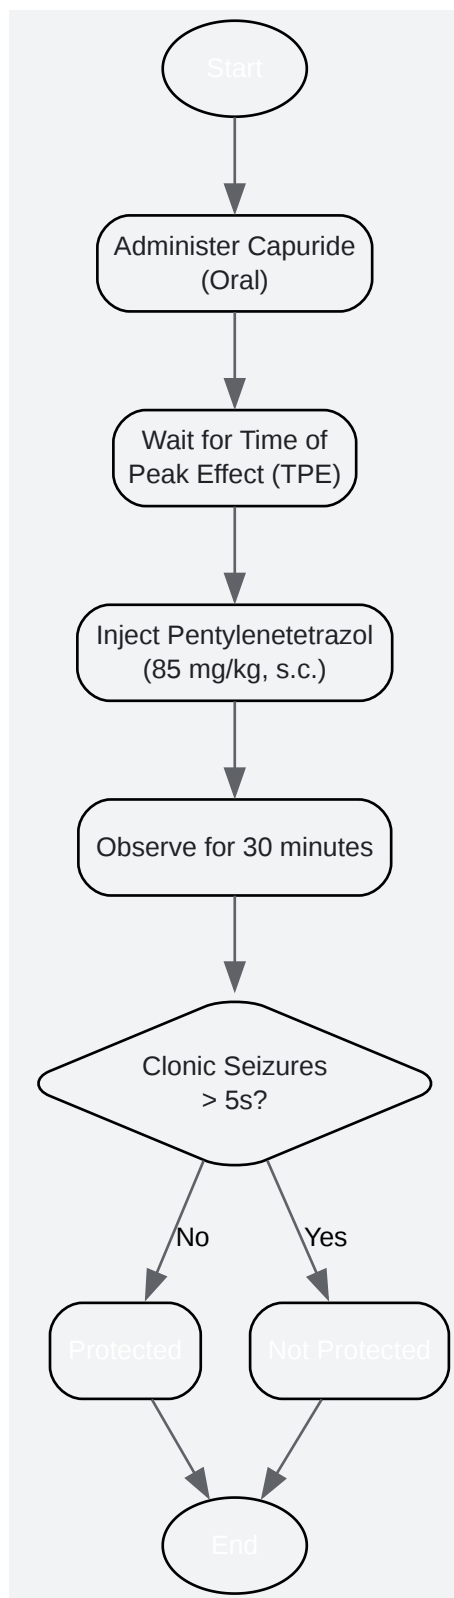 Start
Administer Capuride
(Oral)
Wait for Time of
Peak Effect (TPE)
Inject Pentylenetetrazol
(85 mg/kg, s.c.)
Observe for 30 minutes
Clonic Seizures
> 5s?
No
Yes
Protected
Not Protected
End